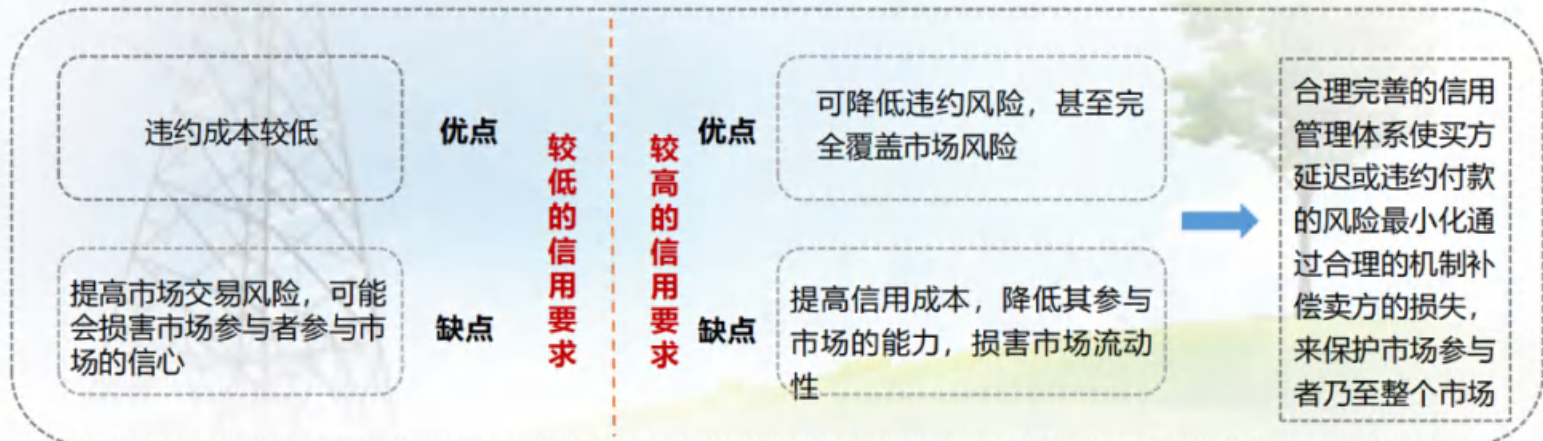 违约成本较低
优点
提高市场交易风险，可能
会损害市场参与者参与市
场的信心
缺点
较低的信用要求
较高的信用要求
优点
可降低违约风险，甚至完
全覆盖市场风险
缺点
提高信用成本，降低其参与
市场的能力，损害市场流动
性
合理完善的信用
管理体系使买方
延迟或违约付款
的风险最小化通
过合理的机制补
偿卖方的损失，
来保护市场参与
者乃至整个市场